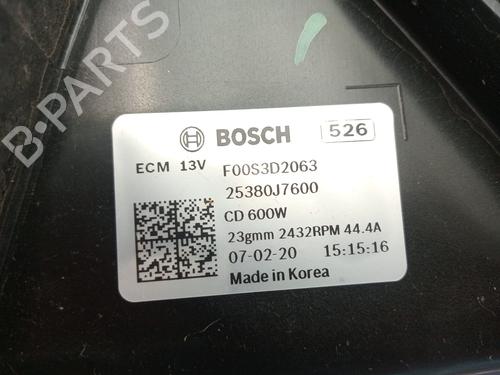 B-PARTS
BOSCH 526
ECM 13V F00S3D2063
25380J7600
CD 600W
23gmm 2432RPM 44.4A
07-02-20 15:15:16
Made in Korea